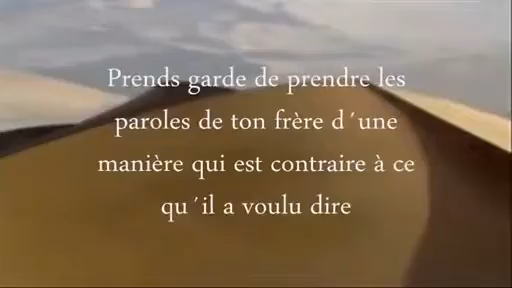 Prends garde de prendre les
paroles de ton frère d´une
manière qui est contraire à ce
qu´il a voulu dire